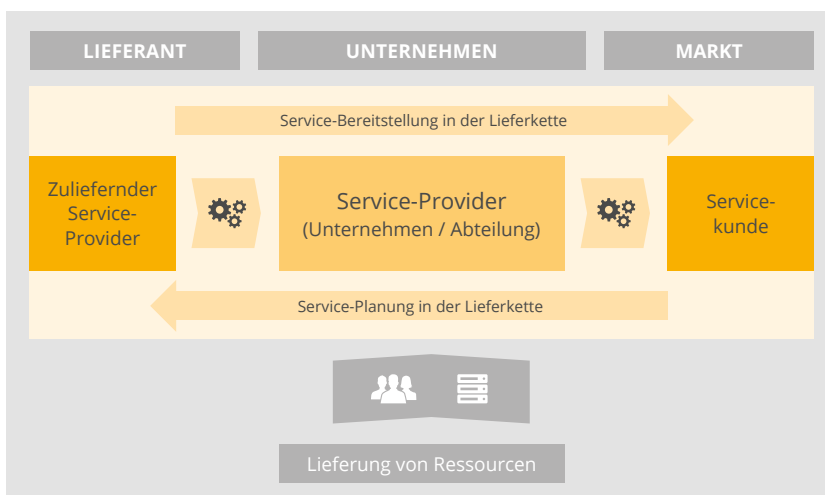 LIEFERANT
UNTERNEHMEN
MARKT
Service-Bereitstellung in der Lieferkette
Zuliefernder
Service-
Provider
Service-Provider
(Unternehmen / Abteilung)
Service-
kunde
Service-Planung in der Lieferkette
Lieferung von Ressourcen